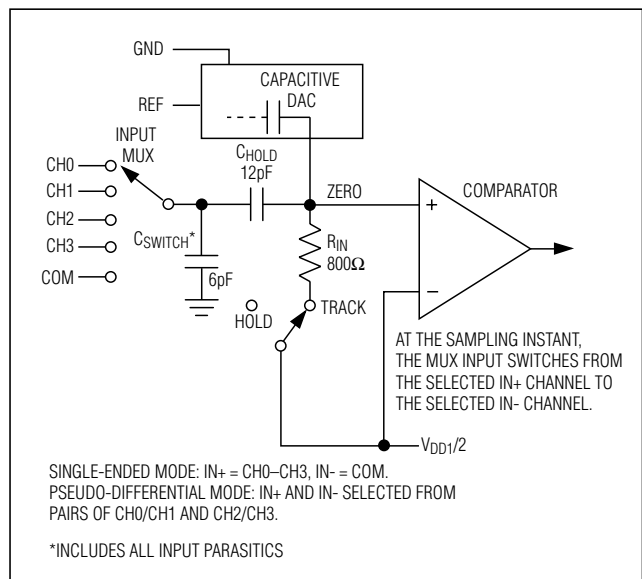 GND
CAPACITIVE
DAC
REF
INPUT
MUX
CHOLD
12pF
CH0
CH1
CH2
CH3
COM
ZERO
COMPARATOR
+
−
CSWITCH*
6pF
RIN
800Ω
HOLD
TRACK
AT THE SAMPLING INSTANT,
THE MUX INPUT SWITCHES FROM
THE SELECTED IN+ CHANNEL TO
THE SELECTED IN- CHANNEL.
VDD1/2
SINGLE-ENDED MODE: IN+ = CH0–CH3, IN- = COM.
PSEUDO-DIFFERENTIAL MODE: IN+ AND IN- SELECTED FROM
PAIRS OF CH0/CH1 AND CH2/CH3.
*INCLUDES ALL INPUT PARASITICS